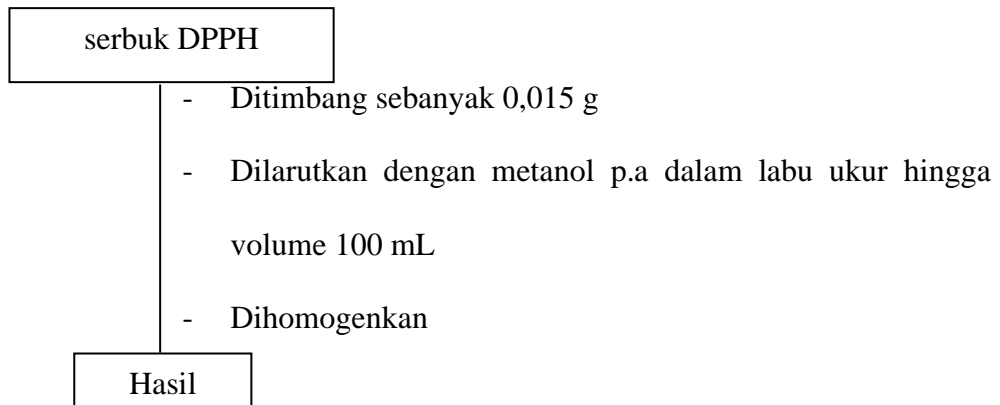 serbuk DPPH
- Ditimbang sebanyak 0,015 g
- Dilarutkan dengan metanol p.a dalam labu ukur hingga
volume 100 mL
- Dihomogenkan
Hasil